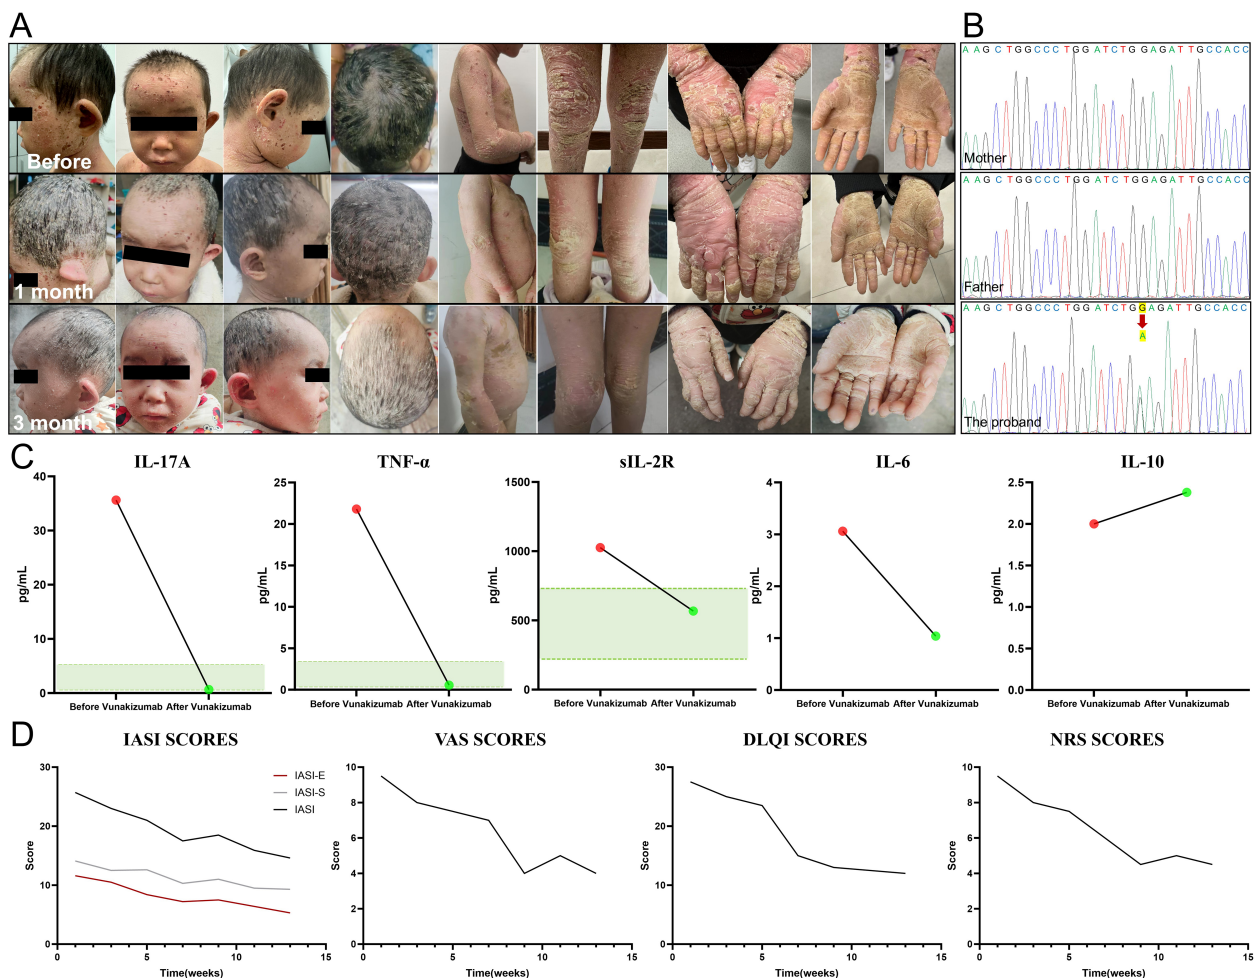 A
B
Before
1 month
3 month
AAGCTGGCCCTGGATCTGGAGATTGCCACC
Mother
AAGCTGGCCCTGGATCTGGAGATTGCCACC
Father
AAGCTGGCCCTGGATCTGGAGATTGCCACC
A
The proband
C
IL-17A
pg/mL
40
30
20
10
0
Before Vunakizumab After Vunakizumab
TNF-α
pg/mL
25
20
15
10
5
0
Before Vunakizumab After Vunakizumab
sIL-2R
pg/mL
1500
1000
500
0
Before Vunakizumab After Vunakizumab
IL-6
pg/mL
4
3
2
1
0
Before Vunakizumab After Vunakizumab
IL-10
pg/mL
2.5
2.0
1.5
1.0
0.5
0.0
Before Vunakizumab After Vunakizumab
D
IASI SCORES
Score
30
20
10
0
IASI-E
IASI-S
IASI
0 5 10 15
Time(weeks)
VAS SCORES
Score
10
8
6
4
2
0
0 5 10 15
Time(weeks)
DLQI SCORES
Score
30
20
10
0
0 5 10 15
Time(weeks)
NRS SCORES
Score
10
8
6
4
2
0
0 5 10 15
Time(weeks)